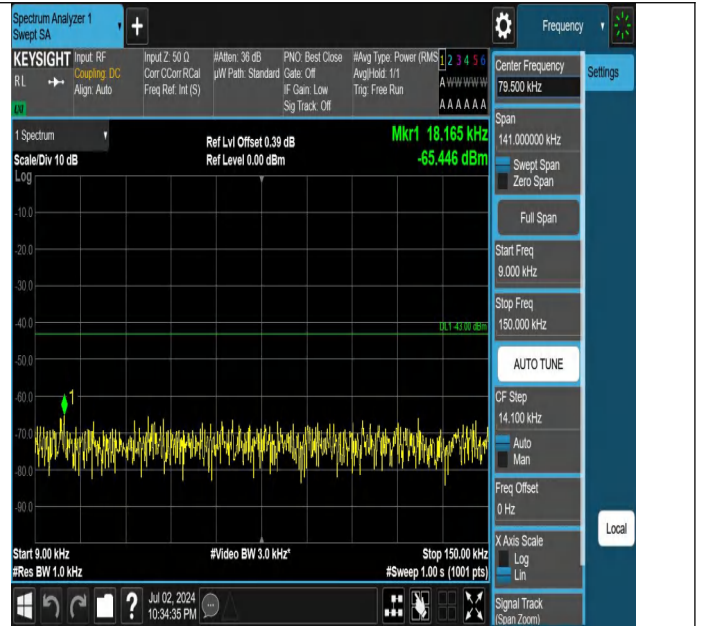 Spectrum Analyzer 1
Swept SA
+
Frequency
KEYSIGHT
RL
LXI
Input: RF
Coupling: DC
Align: Auto
Input Z: 50 Ω
Corr CCorr RCal
Freq Ref: Int (S)
#Atten: 36 dB
µW Path: Standard
PNO: Best Close
Gate: Off
IF Gain: Low
Sig Track: Off
#Avg Type: Power (RMS
Avg|Hold: 1/1
Trig: Free Run
1 2 3 4 5 6
A W W W W W
A A A A A A
1 Spectrum
Scale/Div 10 dB
Log
Ref Lvl Offset 0.39 dB
Ref Level 0.00 dBm
Mkr1 18.165 kHz
-65.446 dBm
-10.0
-20.0
-30.0
-40.0
DL1 -43.00 dBm
-50.0
-60.0
1
-70.0
-80.0
-90.0
Start 9.00 kHz
#Video BW 3.0 kHz*
Stop 150.00 kHz
#Res BW 1.0 kHz
#Sweep 1.00 s (1001 pts)
Center Frequency
79.500 kHz
Settings
Span
141.000000 kHz
Swept Span
Zero Span
Full Span
Start Freq
9.000 kHz
Stop Freq
150.000 kHz
AUTO TUNE
CF Step
14.100 kHz
Auto
Man
Freq Offset
0 Hz
X Axis Scale
Log
Lin
Local
Signal Track
(Span Zoom)
?
Jul 02, 2024
10:34:35 PM